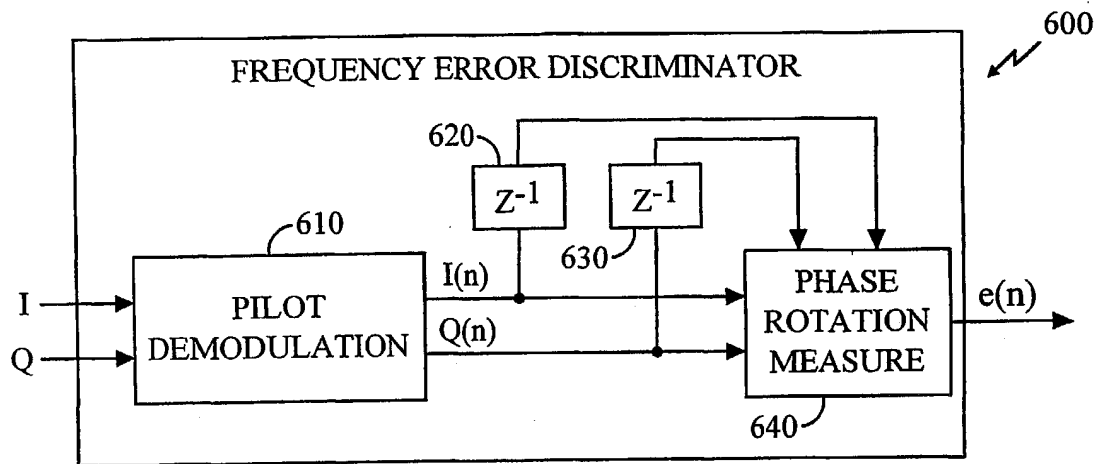 600
FREQUENCY ERROR DISCRIMINATOR
620
Z-1
Z-1
630
610
I
Q
PILOT
DEMODULATION
I(n)
Q(n)
PHASE
ROTATION
MEASURE
e(n)
640